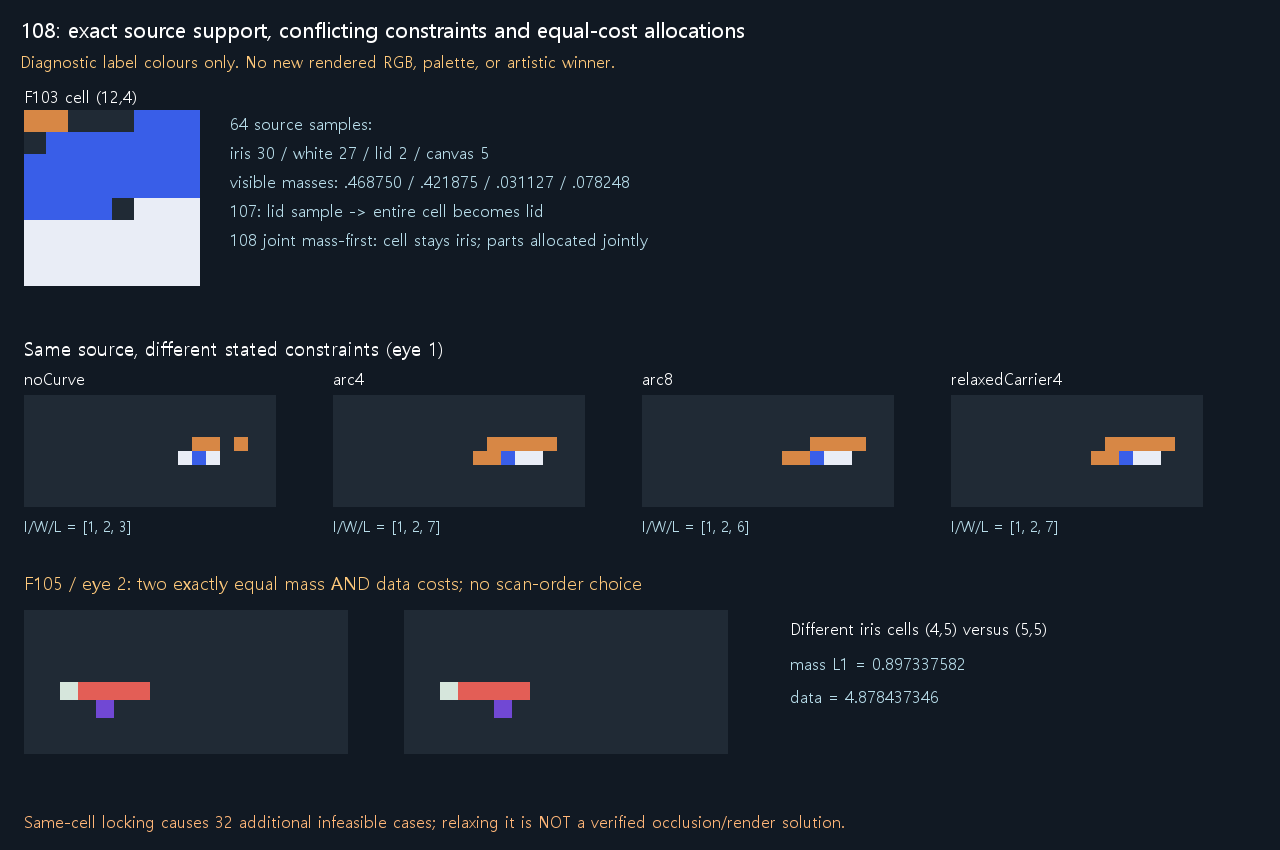 108: exact source support, conflicting constraints and equal-cost allocations
Diagnostic label colours only. No new rendered RGB, palette, or artistic winner.
F103 cell (12,4)
64 source samples:
iris 30 / white 27 / lid 2 / canvas 5
visible masses: .468750 / .421875 / .031127 / .078248
107: lid sample -> entire cell becomes lid
108 joint mass-first: cell stays iris; parts allocated jointly
Same source, different stated constraints (eye 1)
noCurve
arc4
arc8
relaxedCarrier4
I/W/L = [1, 2, 3]
I/W/L = [1, 2, 7]
I/W/L = [1, 2, 6]
I/W/L = [1, 2, 7]
F105 / eye 2: two exactly equal mass AND data costs; no scan-order choice
Different iris cells (4,5) versus (5,5)
mass L1 = 0.897337582
data = 4.878437346
Same-cell locking causes 32 additional infeasible cases; relaxing it is NOT a verified occlusion/render solution.